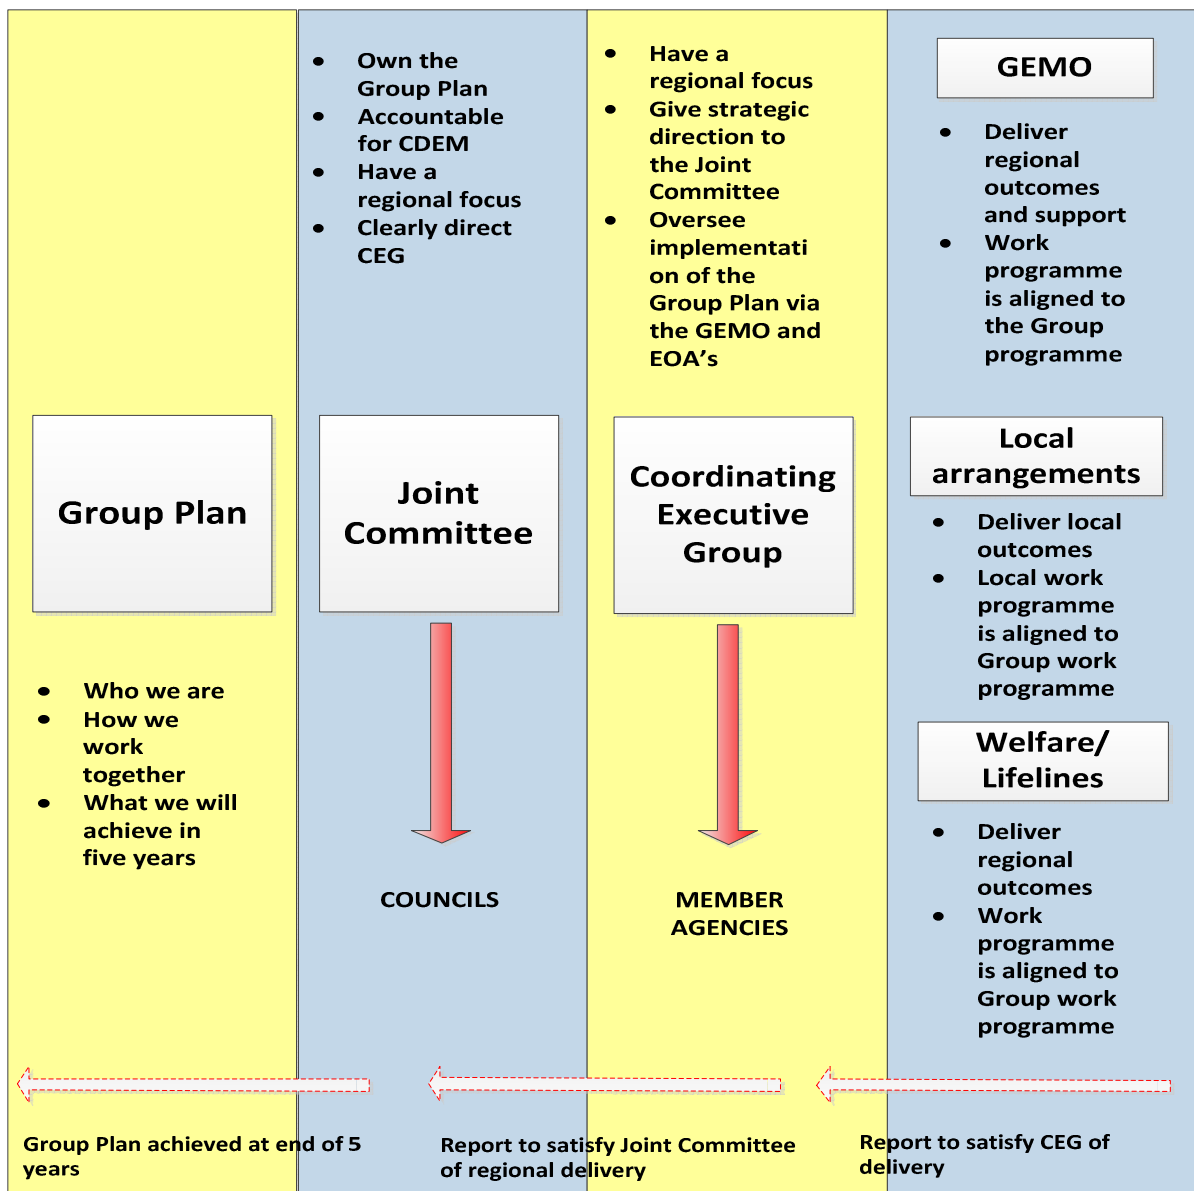 Group Plan
Who we are
How we
work
together
What we will
achieve in
five years
Own the
Group Plan
Accountable
for CDEM
Have a
regional focus
Clearly direct
CEG
Joint
Committee
COUNCILS
Have a
regional focus
Give strategic
direction to
the Joint
Committee
Oversee
implementati
on of the
Group Plan via
the GEMO and
EOA's
Coordinating
Executive
Group
MEMBER
AGENCIES
GEMO
Deliver
regional
outcomes
and support
Work
programme
is aligned to
the Group
programme
Local
arrangements
Deliver local
outcomes
Local work
programme
is aligned to
Group work
programme
Welfare/
Lifelines
Deliver
regional
outcomes
Work
programme
is aligned to
Group work
programme
Group Plan achieved at end of 5
years
Report to satisfy Joint Committee
of regional delivery
Report to satisfy CEG of
delivery